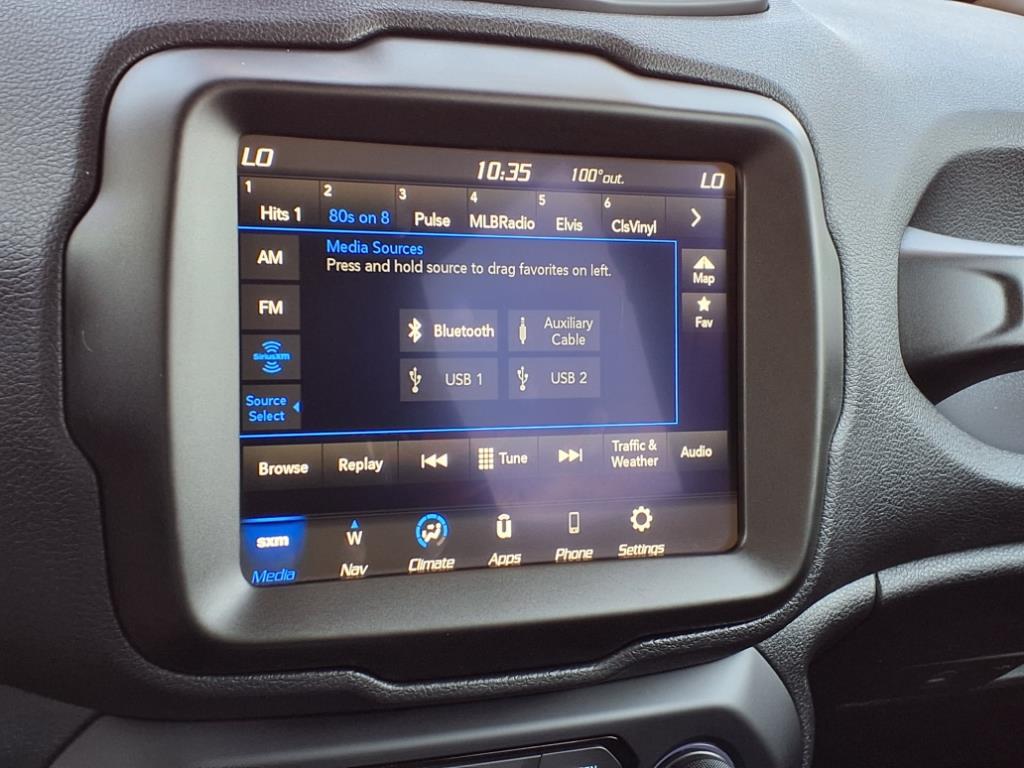 LO 10:35 100°out. LO
1 2 3 4 5 6
Hits 1 80s on 8 Pulse MLBRadio Elvis ClsVinyl
AM
FM
SiriusXM
Source
Select
Media Sources
Press and hold source to drag favorites on left.
Bluetooth
Auxiliary
Cable
USB 1
USB 2
Map
Fav
Browse Replay Tune Traffic &
Weather Audio
sxm W
Media Nav Climate Apps Phone Settings